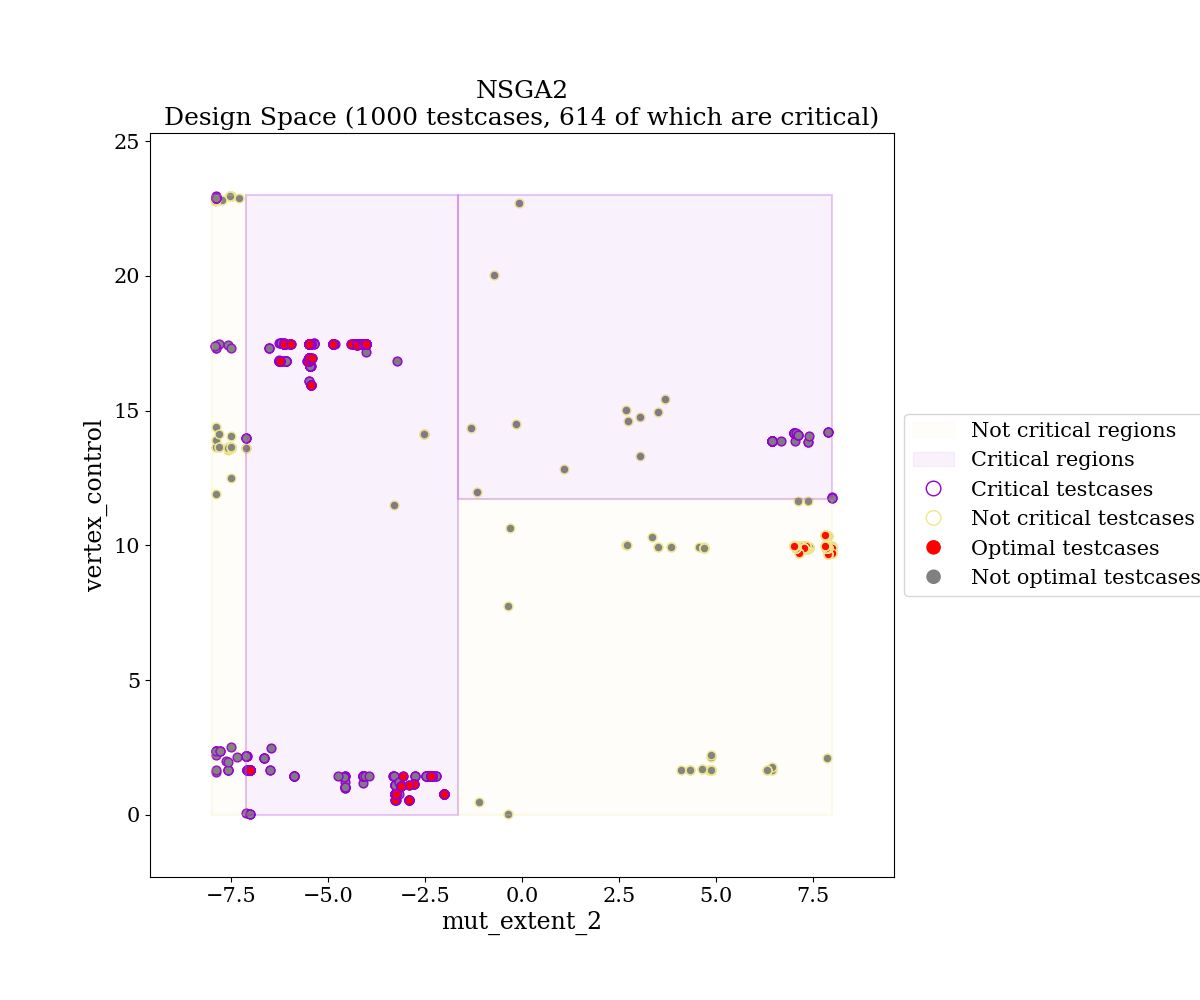 NSGA2
Design Space (1000 testcases, 614 of which are critical)
25
20
15
10
5
0
vertex_control
−7.5
−5.0
−2.5
0.0
2.5
5.0
7.5
mut_extent_2
Not critical regions
Critical regions
Critical testcases
Not critical testcases
Optimal testcases
Not optimal testcases